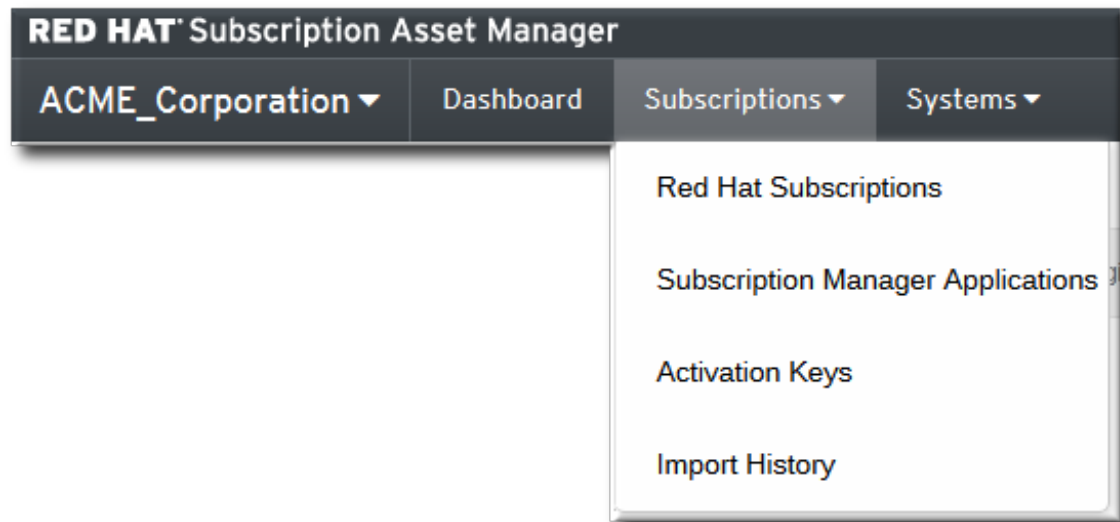 RED HAT Subscription Asset Manager
ACME_Corporation Dashboard Subscriptions Systems
Red Hat Subscriptions
Subscription Manager Applications
Activation Keys
Import History